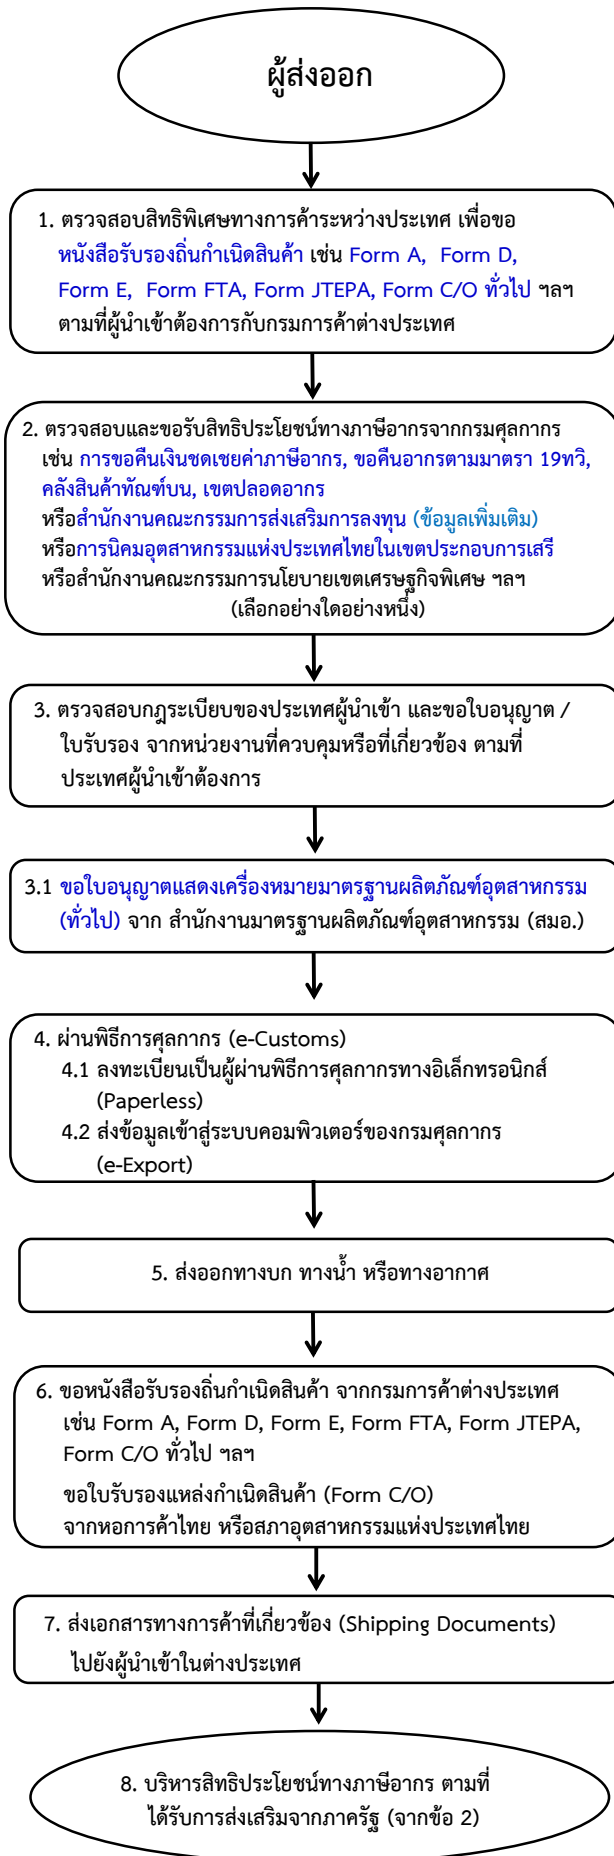 ผู้ส่งออก
1. ตรวจสอบสิทธิพิเศษทางการค้าระหว่างประเทศ เพื่อขอ
หนังสือรับรองถิ่นกำเนิดสินค้า เช่น Form A, Form D,
Form E, Form FTA, Form JTEPA, Form C/O ทั่วไป ฯลฯ
ตามที่ผู้นำเข้าต้องการกับกรมการค้าต่างประเทศ
2. ตรวจสอบและขอรับสิทธิประโยชน์ทางภาษีอากรจากกรมศุลกากร
เช่น การขอคืนเงินชดเชยค่าภาษีอากร, ขอคืนอากรตามมาตรา 19ทวิ,
คลังสินค้าทัณฑ์บน, เขตปลอดอากร
หรือสำนักงานคณะกรรมการส่งเสริมการลงทุน (ข้อมูลเพิ่มเติม)
หรือการนิคมอุตสาหกรรมแห่งประเทศไทยในเขตประกอบการเสรี
หรือสำนักงานคณะกรรมการนโยบายเขตเศรษฐกิจพิเศษ ฯลฯ
(เลือกอย่างใดอย่างหนึ่ง)
3. ตรวจสอบกฎระเบียบของประเทศผู้นำเข้า และขอใบอนุญาต /
ใบรับรอง จากหน่วยงานที่ควบคุมหรือที่เกี่ยวข้อง ตามที่
ประเทศผู้นำเข้าต้องการ
3.1 ขอใบอนุญาตแสดงเครื่องหมายมาตรฐานผลิตภัณฑ์อุตสาหกรรม
(ทั่วไป) จาก สำนักงานมาตรฐานผลิตภัณฑ์อุตสาหกรรม (สมอ.)
4. ผ่านพิธีการศุลกากร (e-Customs)
4.1 ลงทะเบียนเป็นผู้ผ่านพิธีการศุลกากรทางอิเล็กทรอนิกส์
(Paperless)
4.2 ส่งข้อมูลเข้าสู่ระบบคอมพิวเตอร์ของกรมศุลกากร
(e-Export)
5. ส่งออกทางบก ทางน้ำ หรือทางอากาศ
6. ขอหนังสือรับรองถิ่นกำเนิดสินค้า จากกรมการค้าต่างประเทศ
เช่น Form A, Form D, Form E, Form FTA, Form JTEPA,
Form C/O ทั่วไป ฯลฯ
ขอใบรับรองแหล่งกำเนิดสินค้า (Form C/O)
จากหอการค้าไทย หรือสภาอุตสาหกรรมแห่งประเทศไทย
7. ส่งเอกสารทางการค้าที่เกี่ยวข้อง (Shipping Documents)
ไปยังผู้นำเข้าในต่างประเทศ
8. บริหารสิทธิประโยชน์ทางภาษีอากร ตามที่
ได้รับการส่งเสริมจากภาครัฐ (จากข้อ 2)